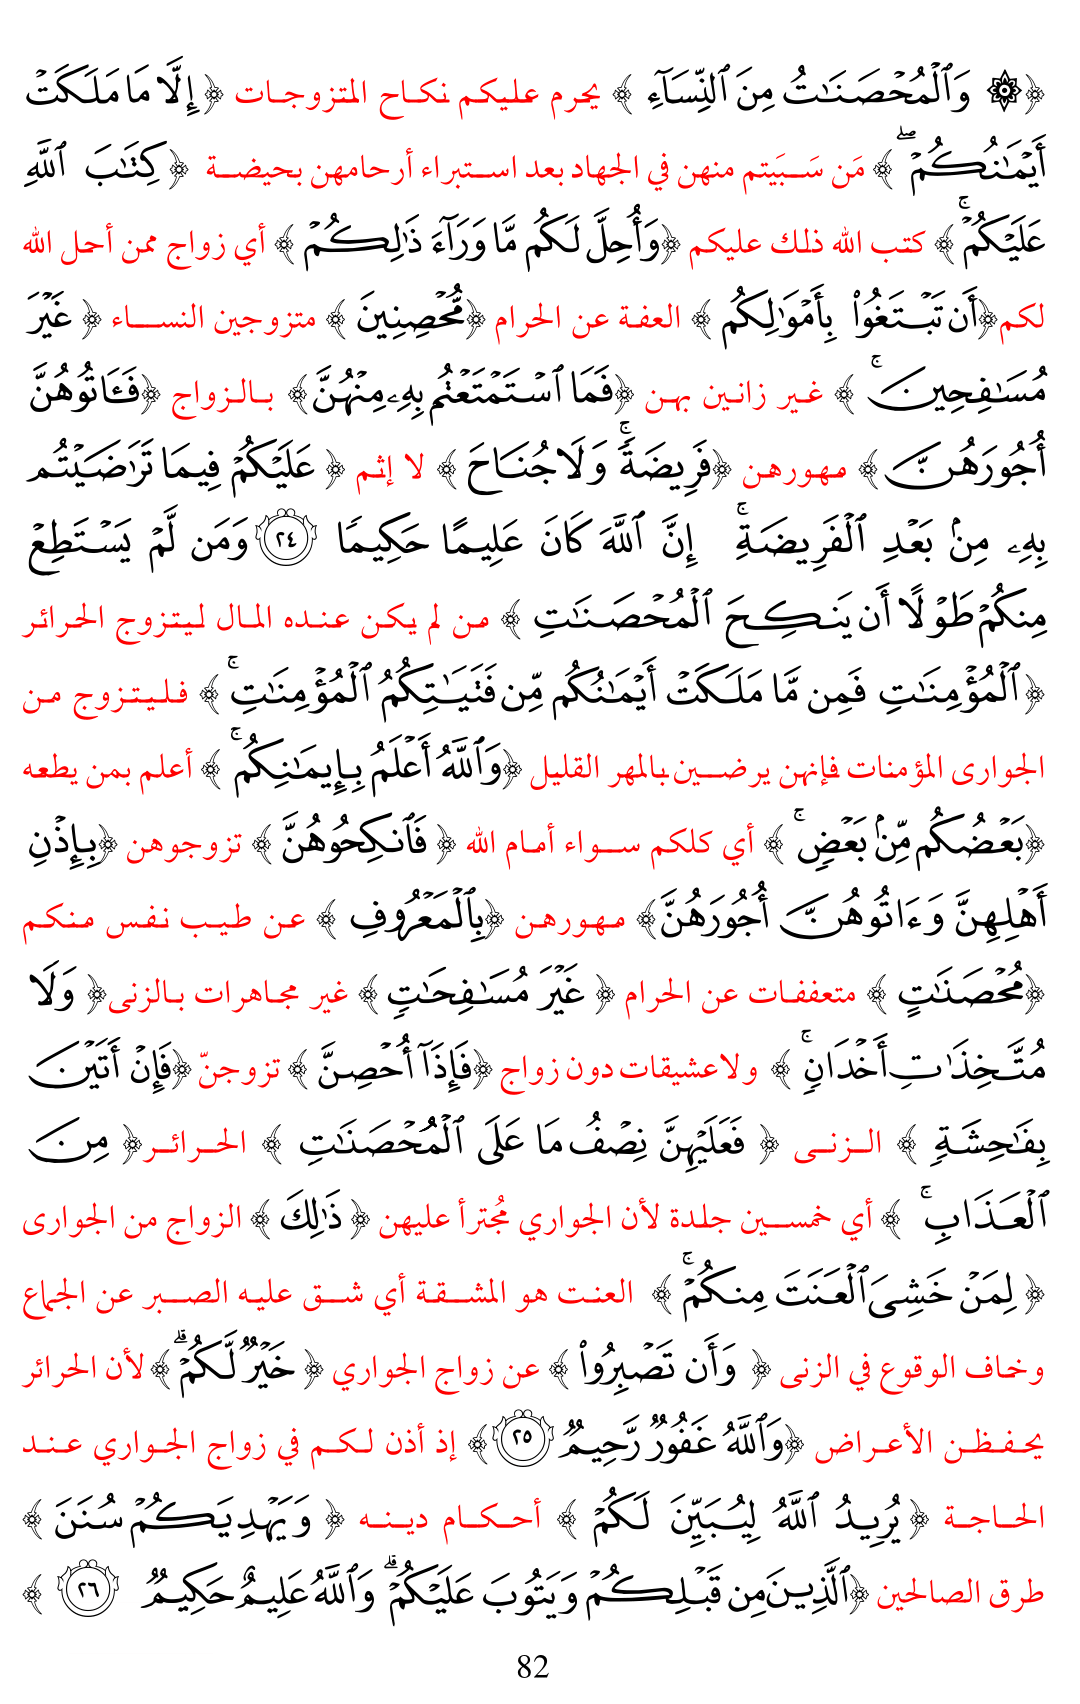 ﴿ ۞ وَٱلْمُحْصَنَـٰتُ مِنَ ٱلنِّسَآءِ ﴾ يحرم عليكم نكاح المتزوجات ﴿ إِلَّا مَا مَلَكَتْ
أَيْمَـٰنُكُمْ ۖ ﴾ مَن سَبَيتم منهن في الجهاد بعد استبراء أرحامهن بحيضة ﴿ كِتَـٰبَ ٱللَّهِ
عَلَيْكُمْ ۚ ﴾ كتب الله ذلك عليكم ﴿ وَأُحِلَّ لَكُم مَّا وَرَآءَ ذَٰلِكُمْ ﴾ أي زواج ممن أحل الله
لكم ﴿ أَن تَبْتَغُوا۟ بِأَمْوَٰلِكُم ﴾ العفة عن الحرام ﴿ مُّحْصِنِينَ ﴾ متزوجين النساء ﴿ غَيْرَ
مُسَـٰفِحِينَ ۚ ﴾ غير زانين بهن ﴿ فَمَا ٱسْتَمْتَعْتُم بِهِۦ مِنْهُنَّ ﴾ بالزواج ﴿ فَـَٔاتُوهُنَّ
أُجُورَهُنَّ ﴾ مهورهن ﴿ فَرِيضَةً ۚ وَلَا جُنَاحَ ﴾ لا إثم ﴿ عَلَيْكُمْ فِيمَا تَرَٰضَيْتُم
بِهِۦ مِنۢ بَعْدِ ٱلْفَرِيضَةِ ۚ إِنَّ ٱللَّهَ كَانَ عَلِيمًا حَكِيمًا ٢٤ وَمَن لَّمْ يَسْتَطِعْ
مِنكُمْ طَوْلًا أَن يَنكِحَ ٱلْمُحْصَنَـٰتِ ﴾ من لم يكن عنده المال ليتزوج الحرائر
﴿ ٱلْمُؤْمِنَـٰتِ فَمِن مَّا مَلَكَتْ أَيْمَـٰنُكُم مِّن فَتَيَـٰتِكُمُ ٱلْمُؤْمِنَـٰتِ ۚ ﴾ فليتزوج من
الجوارى المؤمنات فإنهن يرضين بالمهر القليل ﴿ وَٱللَّهُ أَعْلَمُ بِإِيمَـٰنِكُم ۚ ﴾ أعلم بمن يطعه
﴿ بَعْضُكُم مِّنۢ بَعْضٍ ۚ ﴾ أي كلكم سواء أمام الله ﴿ فَٱنكِحُوهُنَّ ﴾ تزوجوهن ﴿ بِإِذْنِ
أَهْلِهِنَّ وَءَاتُوهُنَّ أُجُورَهُنَّ ﴾ مهورهن ﴿ بِٱلْمَعْرُوفِ ﴾ عن طيب نفس منكم
﴿ مُحْصَنَـٰتٍ ﴾ متعففات عن الحرام ﴿ غَيْرَ مُسَـٰفِحَـٰتٍ ﴾ غير مجاهرات بالزنى ﴿ وَلَا
مُتَّخِذَٰتِ أَخْدَانٍ ۚ ﴾ ولاعشيقات دون زواج ﴿ فَإِذَآ أُحْصِنَّ ﴾ تزوجنّ ﴿ فَإِنْ أَتَيْنَ
بِفَـٰحِشَةٍ ﴾ الزنى ﴿ فَعَلَيْهِنَّ نِصْفُ مَا عَلَى ٱلْمُحْصَنَـٰتِ ﴾ الحرائر ﴿ مِنَ
ٱلْعَذَابِ ۚ ﴾ أي خمسين جلدة لأن الجواري مُجترأ عليهن ﴿ ذَٰلِكَ ﴾ الزواج من الجوارى
﴿ لِمَنْ خَشِىَ ٱلْعَنَتَ مِنكُمْ ۚ ﴾ العنت هو المشقة أي شق عليه الصبر عن الجماع
وخاف الوقوع في الزنى ﴿ وَأَن تَصْبِرُوا۟ ﴾ عن زواج الجواري ﴿ خَيْرٌ لَّكُمْ ۗ ﴾ لأن الحرائر
يحفظن الأعراض ﴿ وَٱللَّهُ غَفُورٌ رَّحِيمٌ ٢٥ ﴾ إذ أذن لكم في زواج الجواري عند
الحاجة ﴿ يُرِيدُ ٱللَّهُ لِيُبَيِّنَ لَكُمْ ﴾ أحكام دينه ﴿ وَيَهْدِيَكُمْ سُنَنَ ﴾
طرق الصالحين ﴿ ٱلَّذِينَ مِن قَبْلِكُمْ وَيَتُوبَ عَلَيْكُمْ ۗ وَٱللَّهُ عَلِيمٌ حَكِيمٌ ٢٦ ﴾
82